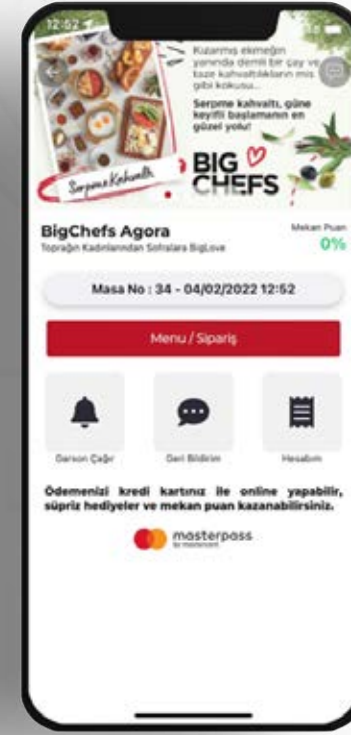 12:52
Kızarmış ekmeğin
yanında demli bir çay ve
taze kahvaltılıkların mis
gibi kokusu...
Serpme kahvaltı, güne
keyifli başlamanın en
güzel yolu!
Serpme Kahvaltı
BIG
CHEFS
BigChefs Agora
Mekan Puan
Toprağın Kadınlarından Sofralara BigLove
0%
Masa No : 34 - 04/02/2022 12:52
Menu / Sipariş
Garson Çağır
Geri Bildirim
Hesabım
Ödemenizi kredi kartınız ile online yapabilir,
süpriz hediyeler ve mekan puan kazanabilirsiniz.
masterpass
by mastercard